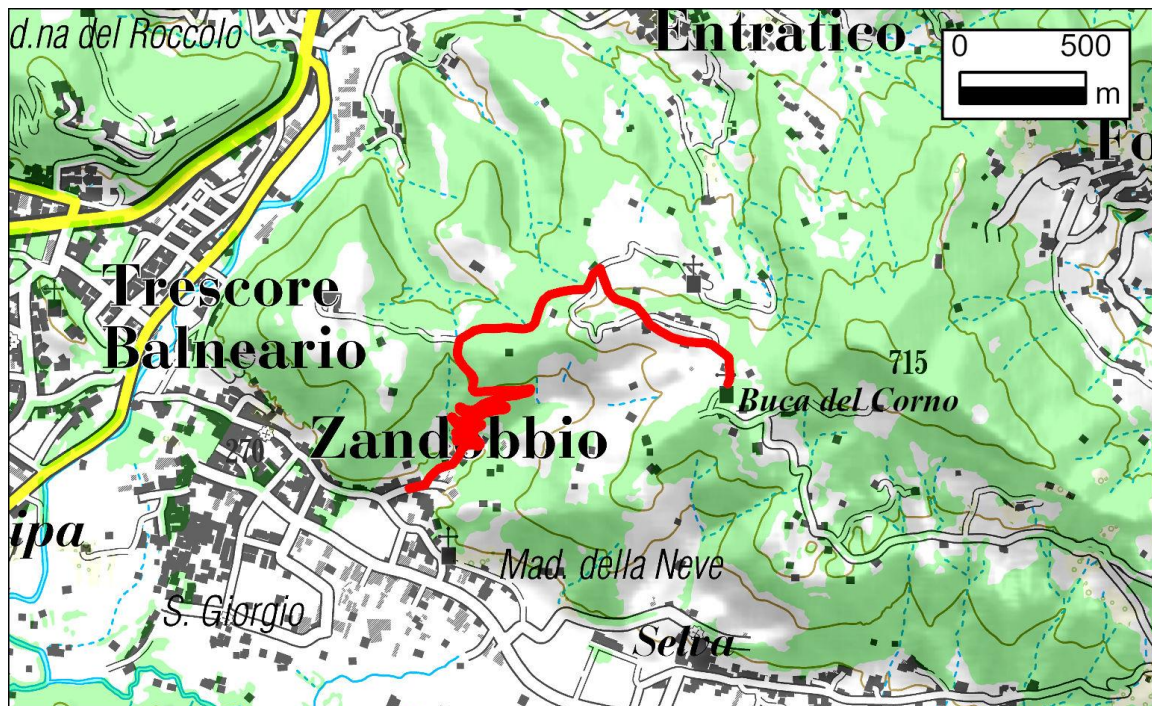 d.na del Roccolo
Entratico
0 500
m
Fo
Trescore
Balneario
715
Buca del Corno
Zandobbio
270
ipa
Mad. della Neve
S. Giorgio
Selva